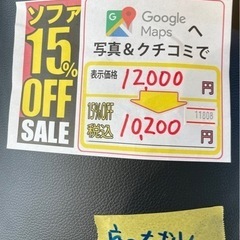 ソファ
15%
OFF
SALE
Google
Maps へ
写真&クチコミで
表示価格 12,000 円
15%OFF
税込 10,200 円